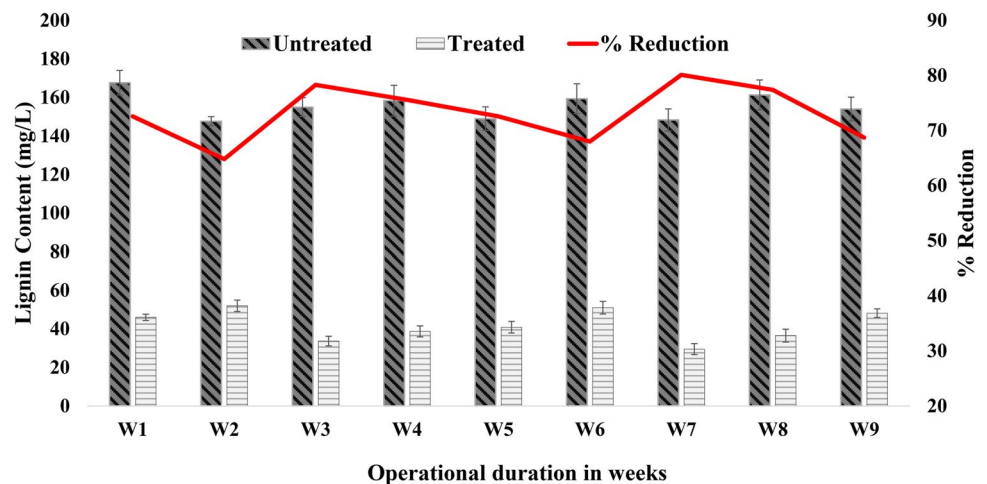 Untreated
Treated
% Reduction
Lignin Content (mg/L)
200
180
160
140
120
100
80
60
40
20
0
90
80
70
60
50
40
30
20
% Reduction
W1 W2 W3 W4 W5 W6 W7 W8 W9
Operational duration in weeks